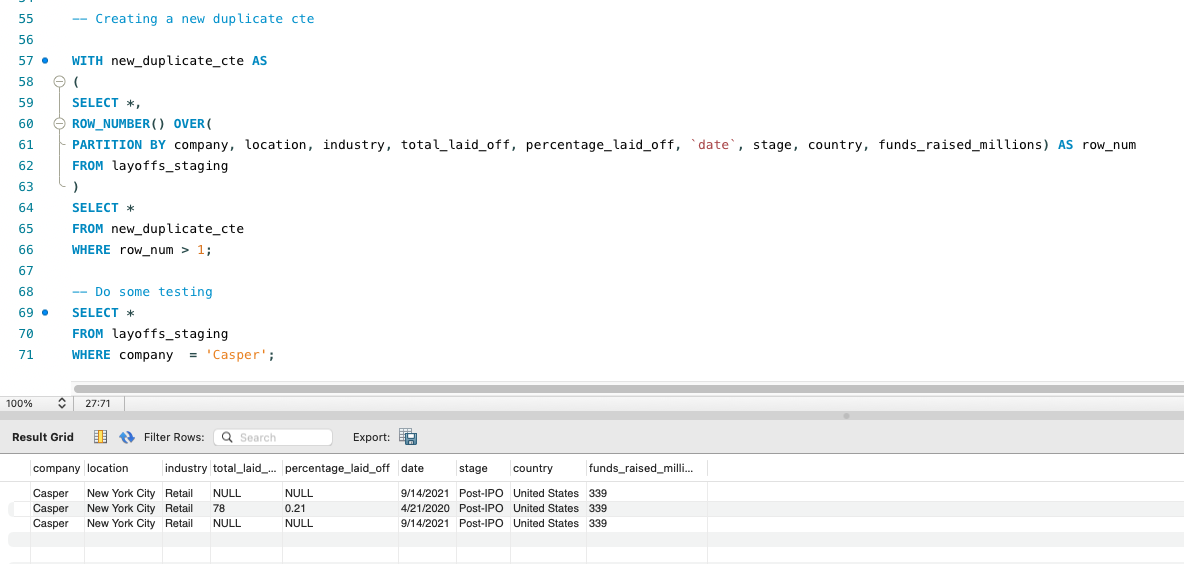 55 -- Creating a new duplicate cte
56
57 WITH new_duplicate_cte AS
58 (
59 SELECT *,
60 ROW_NUMBER() OVER(
61 PARTITION BY company, location, industry, total_laid_off, percentage_laid_off, `date`, stage, country, funds_raised_millions) AS row_num
62 FROM layoffs_staging
63 )
64 SELECT *
65 FROM new_duplicate_cte
66 WHERE row_num > 1;
67
68 -- Do some testing
69 SELECT *
70 FROM layoffs_staging
71 WHERE company  = 'Casper';
100% 27:71
Result Grid Filter Rows: Search Export:
company location industry total_laid_... percentage_laid_off date stage country funds_raised_milli...
Casper New York City Retail NULL NULL 9/14/2021 Post-IPO United States 339
Casper New York City Retail 78 0.21 4/21/2020 Post-IPO United States 339
Casper New York City Retail NULL NULL 9/14/2021 Post-IPO United States 339